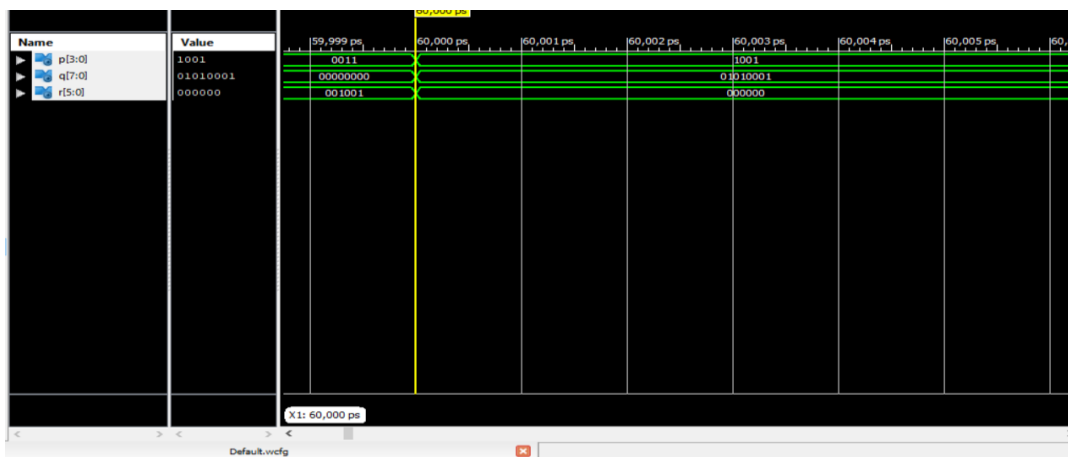 60,000 ps
Name Value
59,999 ps 60,000 ps 60,001 ps 60,002 ps 60,003 ps 60,004 ps 60,005 ps 60,
p[3:0] 1001 0011 1001
q[7:0] 01010001 00000000 01010001
r[5:0] 000000 001001 000000
X1: 60,000 ps
Default.wcfg